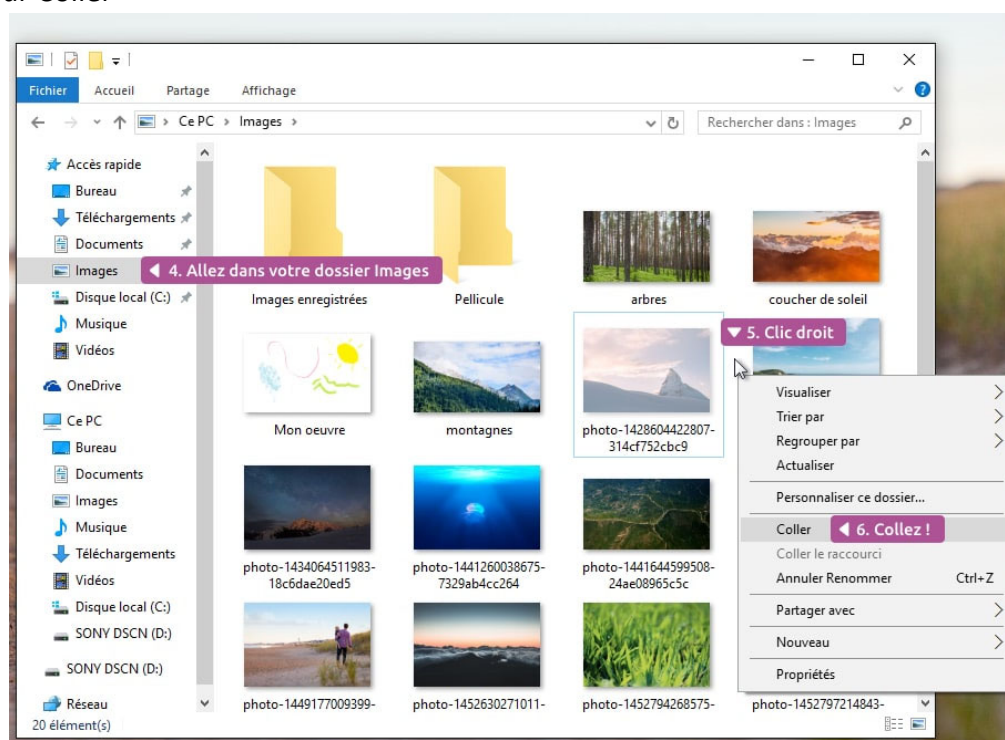 Fichier Accueil Partage Affichage
Ce PC > Images >
Rechercher dans : Images
Accès rapide
Bureau
Téléchargements
Documents
Images
4. Allez dans votre dossier Images
Disque local (C:)
Musique
Vidéos
OneDrive
Ce PC
Bureau
Documents
Images
Musique
Téléchargements
Vidéos
Disque local (C:)
SONY DSCN (D:)
SONY DSCN (D:)
Réseau
20 élément(s)
Images enregistrées
Pellicule
arbres
coucher de soleil
5. Clic droit
Mon oeuvre
montagnes
photo-1428604422807-
314cf752cbc9
photo-1434064511983-
18c6dae20ed5
photo-1441260038675-
7329ab4cc264
photo-1441644599508-
24ae08965c5c
photo-1449177009399-
photo-1452630271011-
photo-1452794268575-
photo-1452797214843-
Visualiser
Trier par
Regrouper par
Actualiser
Personnaliser ce dossier...
Coller
6. Collez !
Coller le raccourci
Annuler Renommer Ctrl+Z
Partager avec
Nouveau
Propriétés